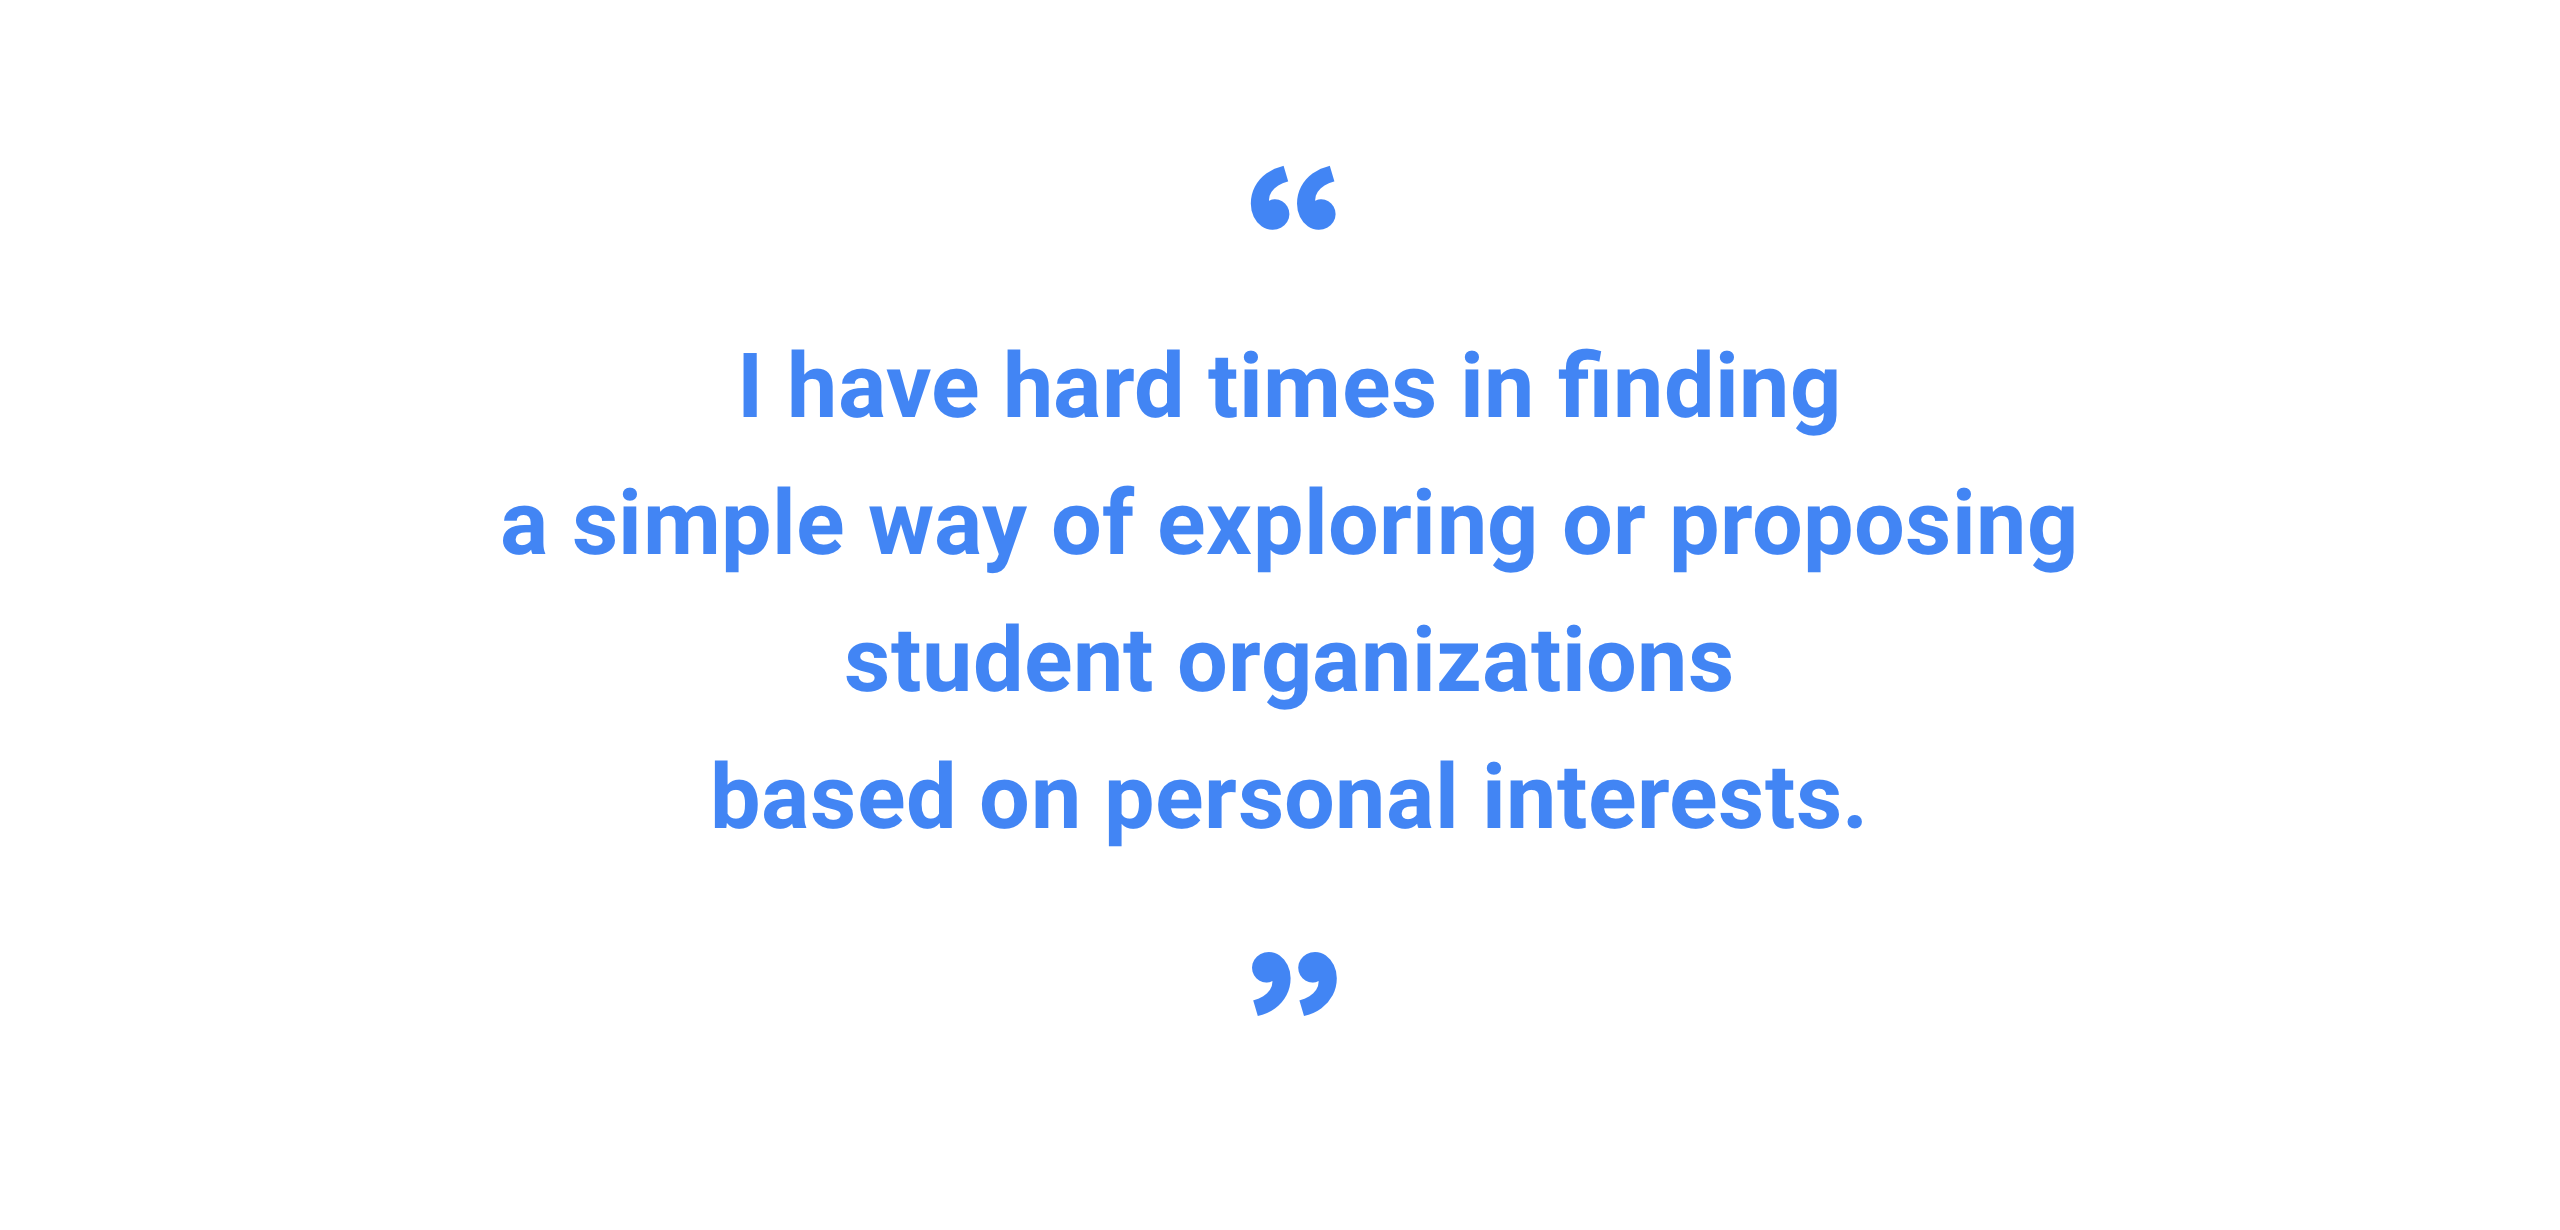 “
I have hard times in finding
a simple way of exploring or proposing
student organizations
based on personal interests.
”